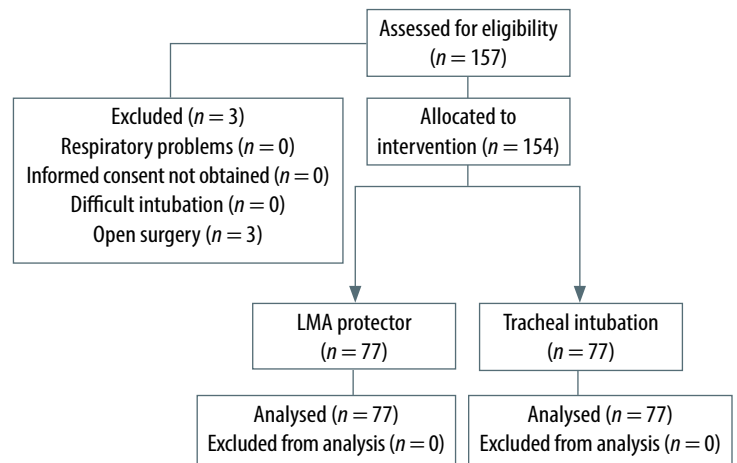 Assessed for eligibility
(n = 157)
Excluded (n = 3)
Respiratory problems (n = 0)
Informed consent not obtained (n = 0)
Difficult intubation (n = 0)
Open surgery (n = 3)
Allocated to
intervention (n = 154)
LMA protector
(n = 77)
Tracheal intubation
(n = 77)
Analysed (n = 77)
Excluded from analysis (n = 0)
Analysed (n = 77)
Excluded from analysis (n = 0)